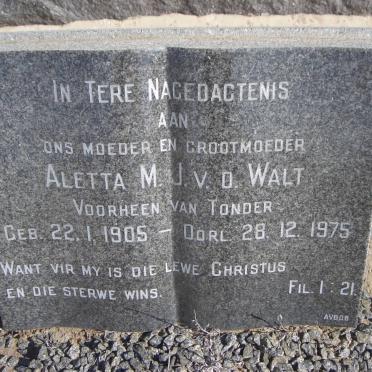 IN TERE NAGEDAGTENIS
AAN
ONS MOEDER EN GROOTMOEDER
ALETTA M. J. V. D. WALT
VOORHEEN VAN TONDER
GEB. 22. 1. 1905 – OORL. 28. 12. 1975
WANT VIR MY IS DIE LEWE CHRISTUS
EN DIE STERWE WINS. FIL. 1 : 21